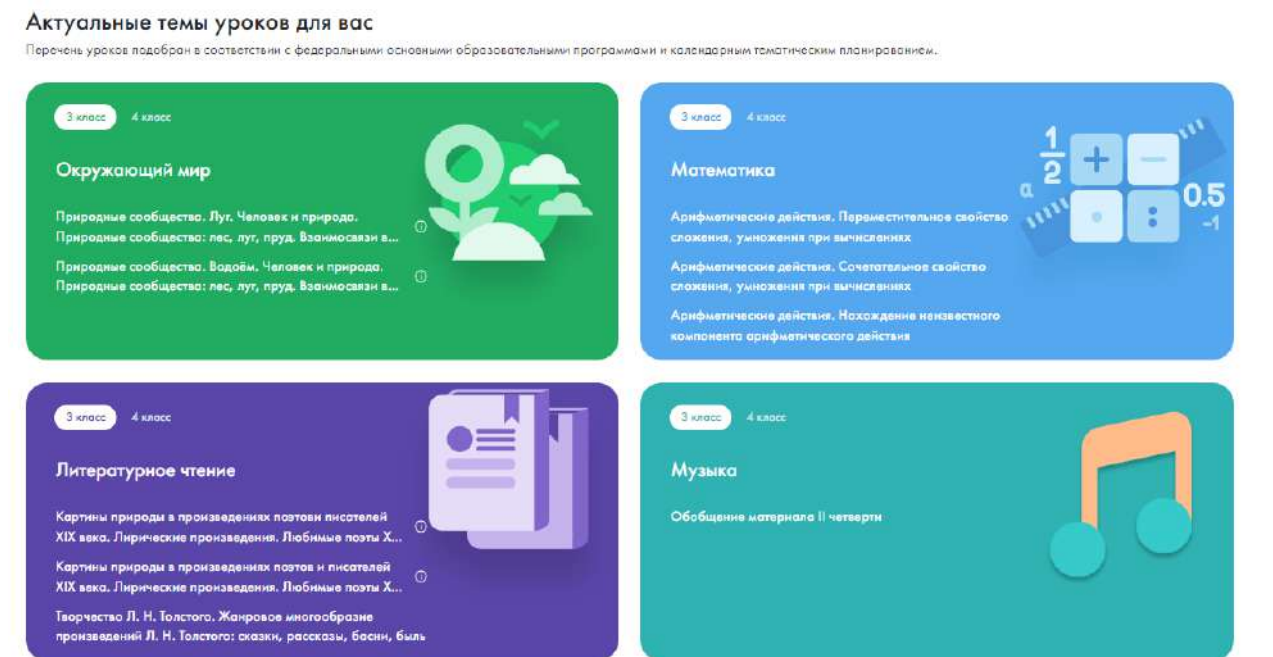 Актуальные темы уроков для вас
Перечень уроков подобран в соответствии с федеральными основными образовательными программами и календарным тематическим планированием.
3 класс 4 класс
Окружающий мир
Природные сообщества. Луг. Человек и природа.
Природные сообщества: лес, луг, пруд. Взаимосвязи в...
Природные сообщества. Водоём. Человек и природа.
Природные сообщества: лес, луг, пруд. Взаимосвязи в...
3 класс 4 класс
Математика
Арифметические действия. Переместительное свойство
сложения, умножения при вычислениях
Арифметические действия. Сочетательное свойство
сложения, умножения при вычислениях
Арифметические действия. Нахождение неизвестного
компонента арифметического действия
1
2
a
+ −
· :
0.5
-1
3 класс 4 класс
Литературное чтение
Картины природы в произведениях поэтови писателей
XIX века. Лирические произведения. Любимые поэты X...
Картины природы в произведениях поэтов и писателей
XIX века. Лирические произведения. Любимые поэты X...
Творчество Л. Н. Толстого. Жанровое многообразие
произведений Л. Н. Толстого: сказки, рассказы, басни, быль
3 класс 4 класс
Музыка
Обобщение материала II четверти